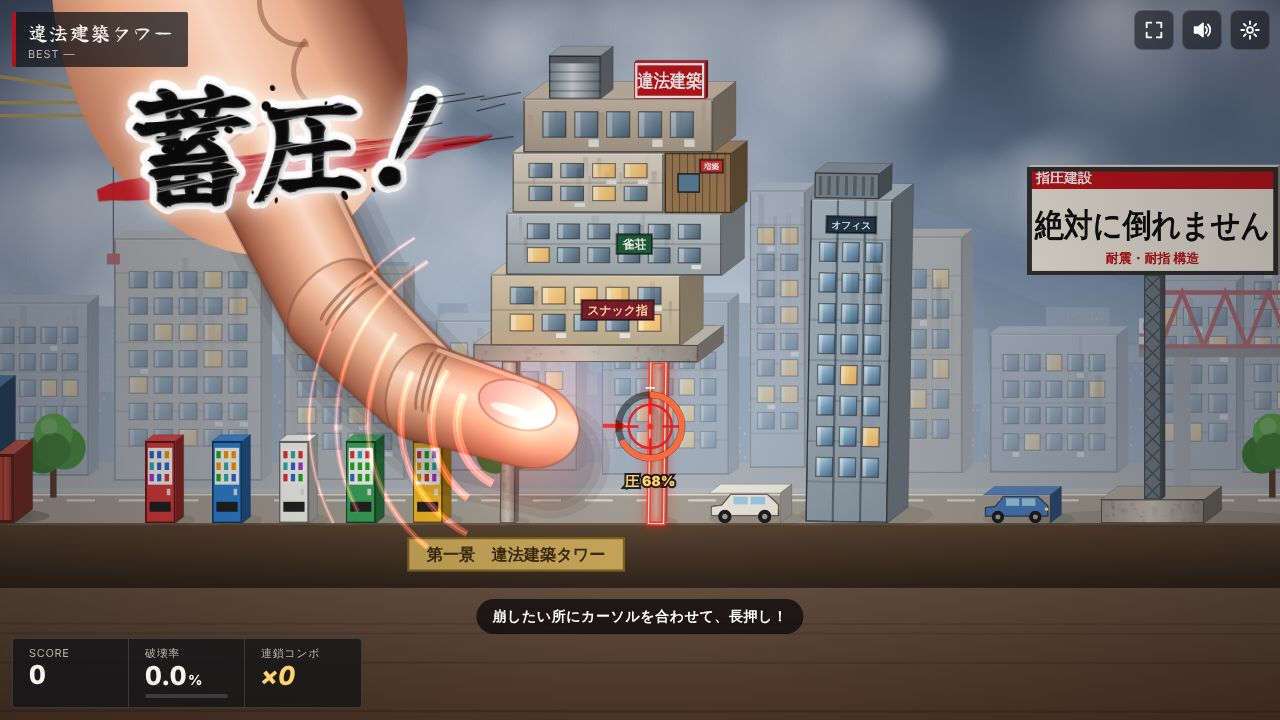 違法建築タワー
BEST —
蓄圧!
違法建築
増築
雀荘
スナック指
オフィス
指圧建設
絶対に倒れません
耐震・耐指 構造
圧 68%
第一景 違法建築タワー
崩したい所にカーソルを合わせて、長押し!
SCORE
0
破壊率
0.0%
連鎖コンボ
×0